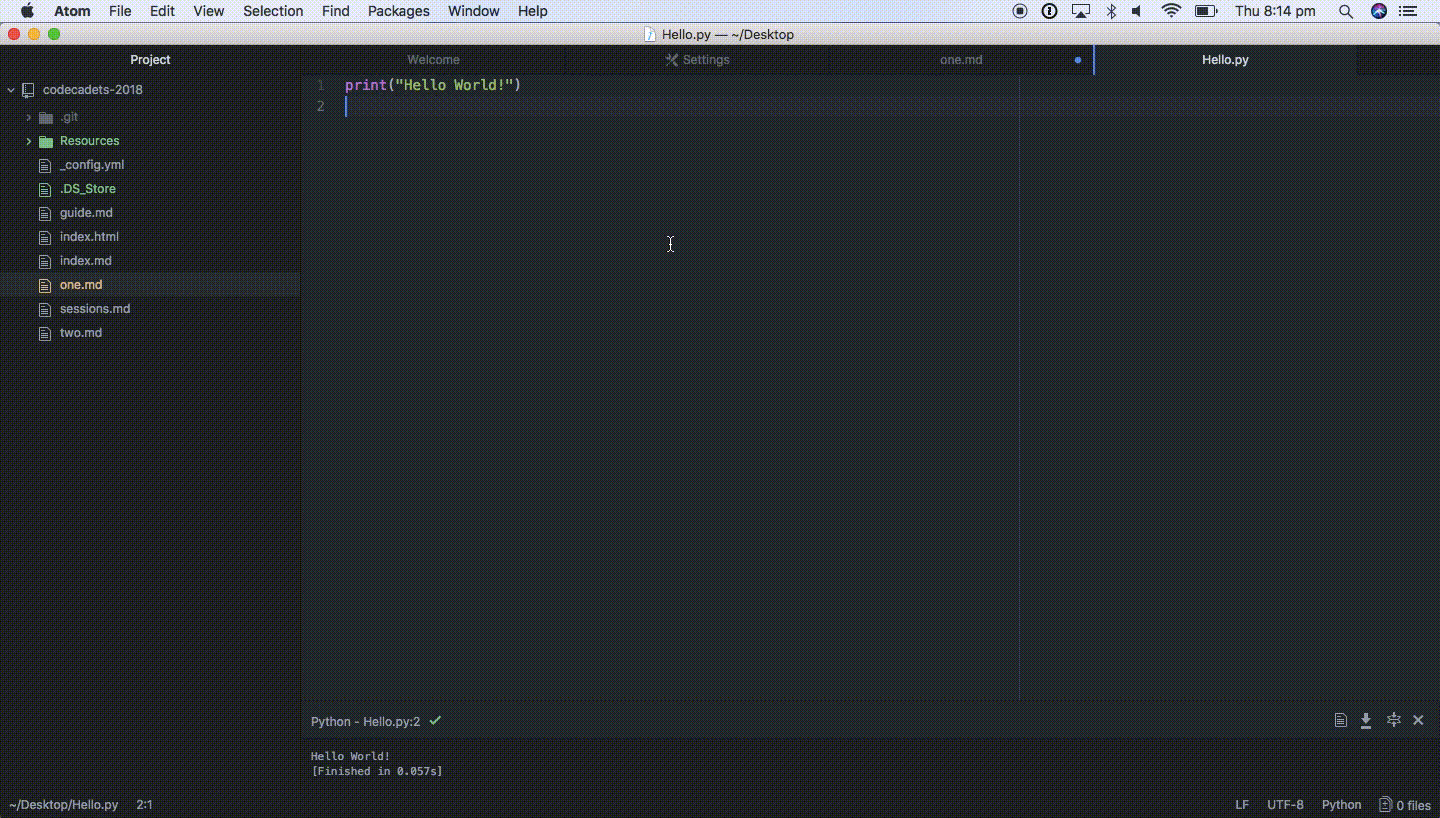 Atom File Edit View Selection Find Packages Window Help Thu 8:14 pm
Hello.py — ~/Desktop
Project Welcome Settings one.md Hello.py
codecadets-2018
.git
Resources
_config.yml
.DS_Store
guide.md
index.html
index.md
one.md
sessions.md
two.md
1 print("Hello World!")
2
Python - Hello.py:2
Hello World!
[Finished in 0.057s]
~/Desktop/Hello.py 2:1 LF UTF-8 Python 0 files